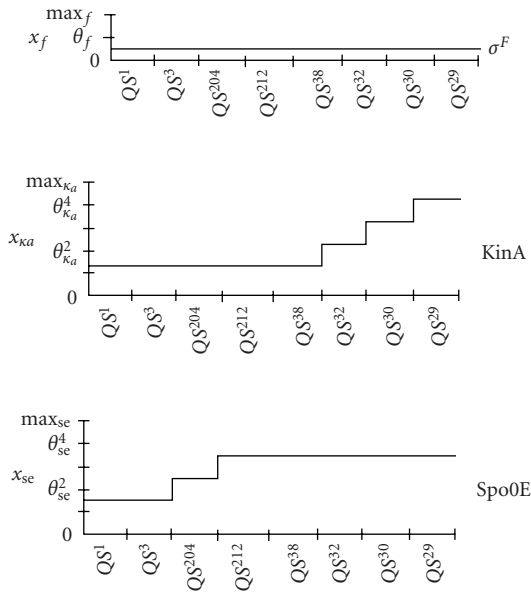 max_f
x_f θ_f σ^F
0
QS^1 QS^3 QS^204 QS^212 QS^38 QS^32 QS^30 QS^29
max_κa
θ^4_κa
x_κa θ^2_κa KinA
0
QS^1 QS^3 QS^204 QS^212 QS^38 QS^32 QS^30 QS^29
max_se
θ^4_se
x_se θ^2_se Spo0E
0
QS^1 QS^3 QS^204 QS^212 QS^38 QS^32 QS^30 QS^29